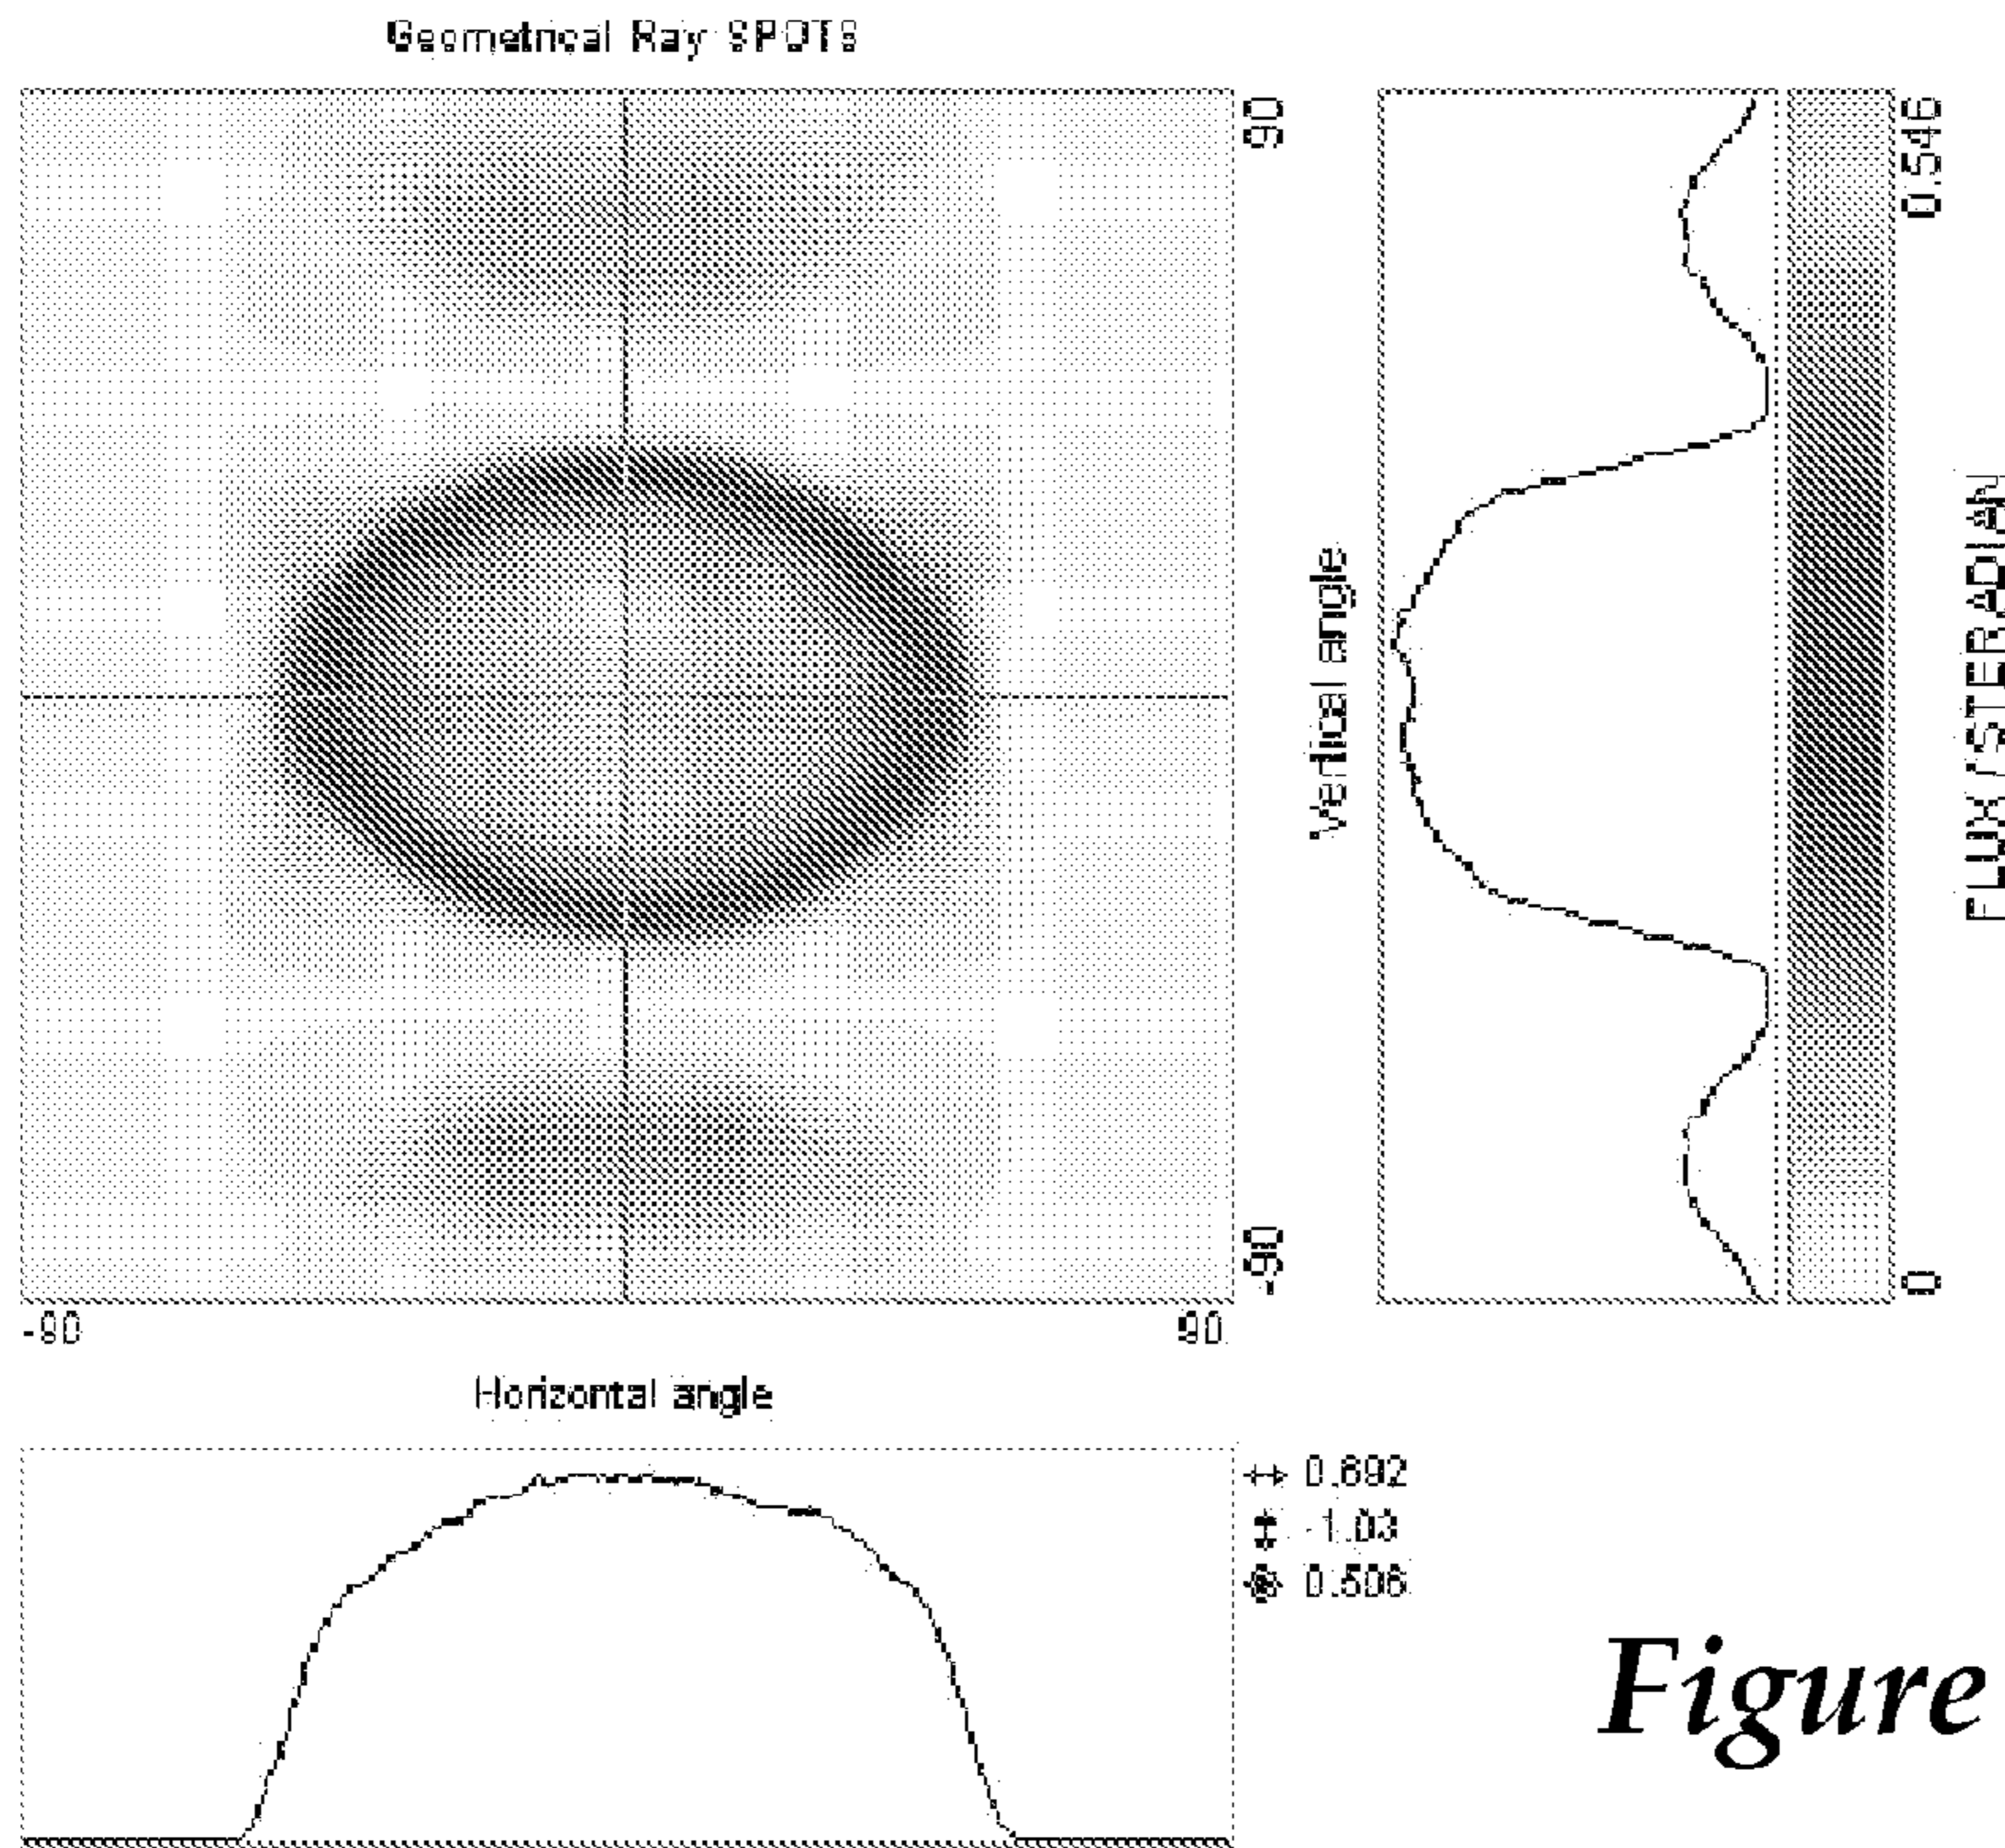 Geometrical Ray SPOTS
90
-90
Vertical angle
0.546
0
FLUX / STERADIAN
-90
90
Horizontal angle
0.692
-1.03
0.506
Figure